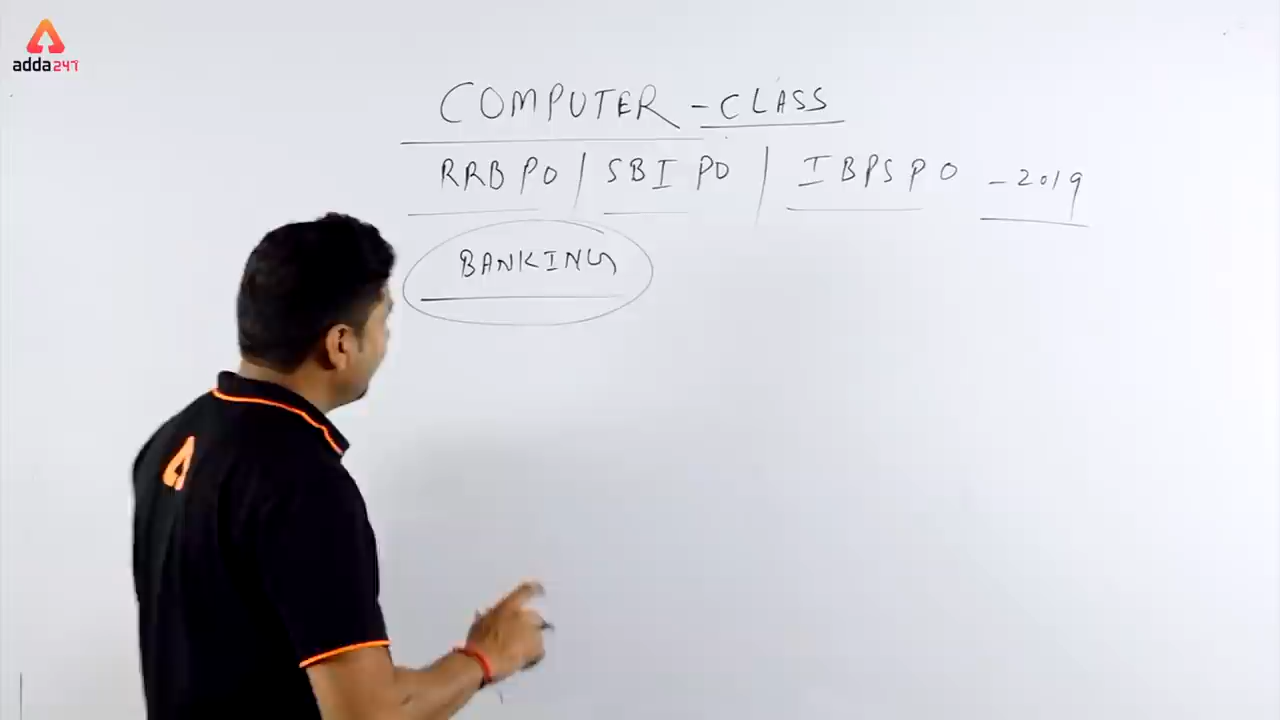 adda247
COMPUTER - CLASS
RRB PO / SBI PO / IBPS PO - 2019
BANKING